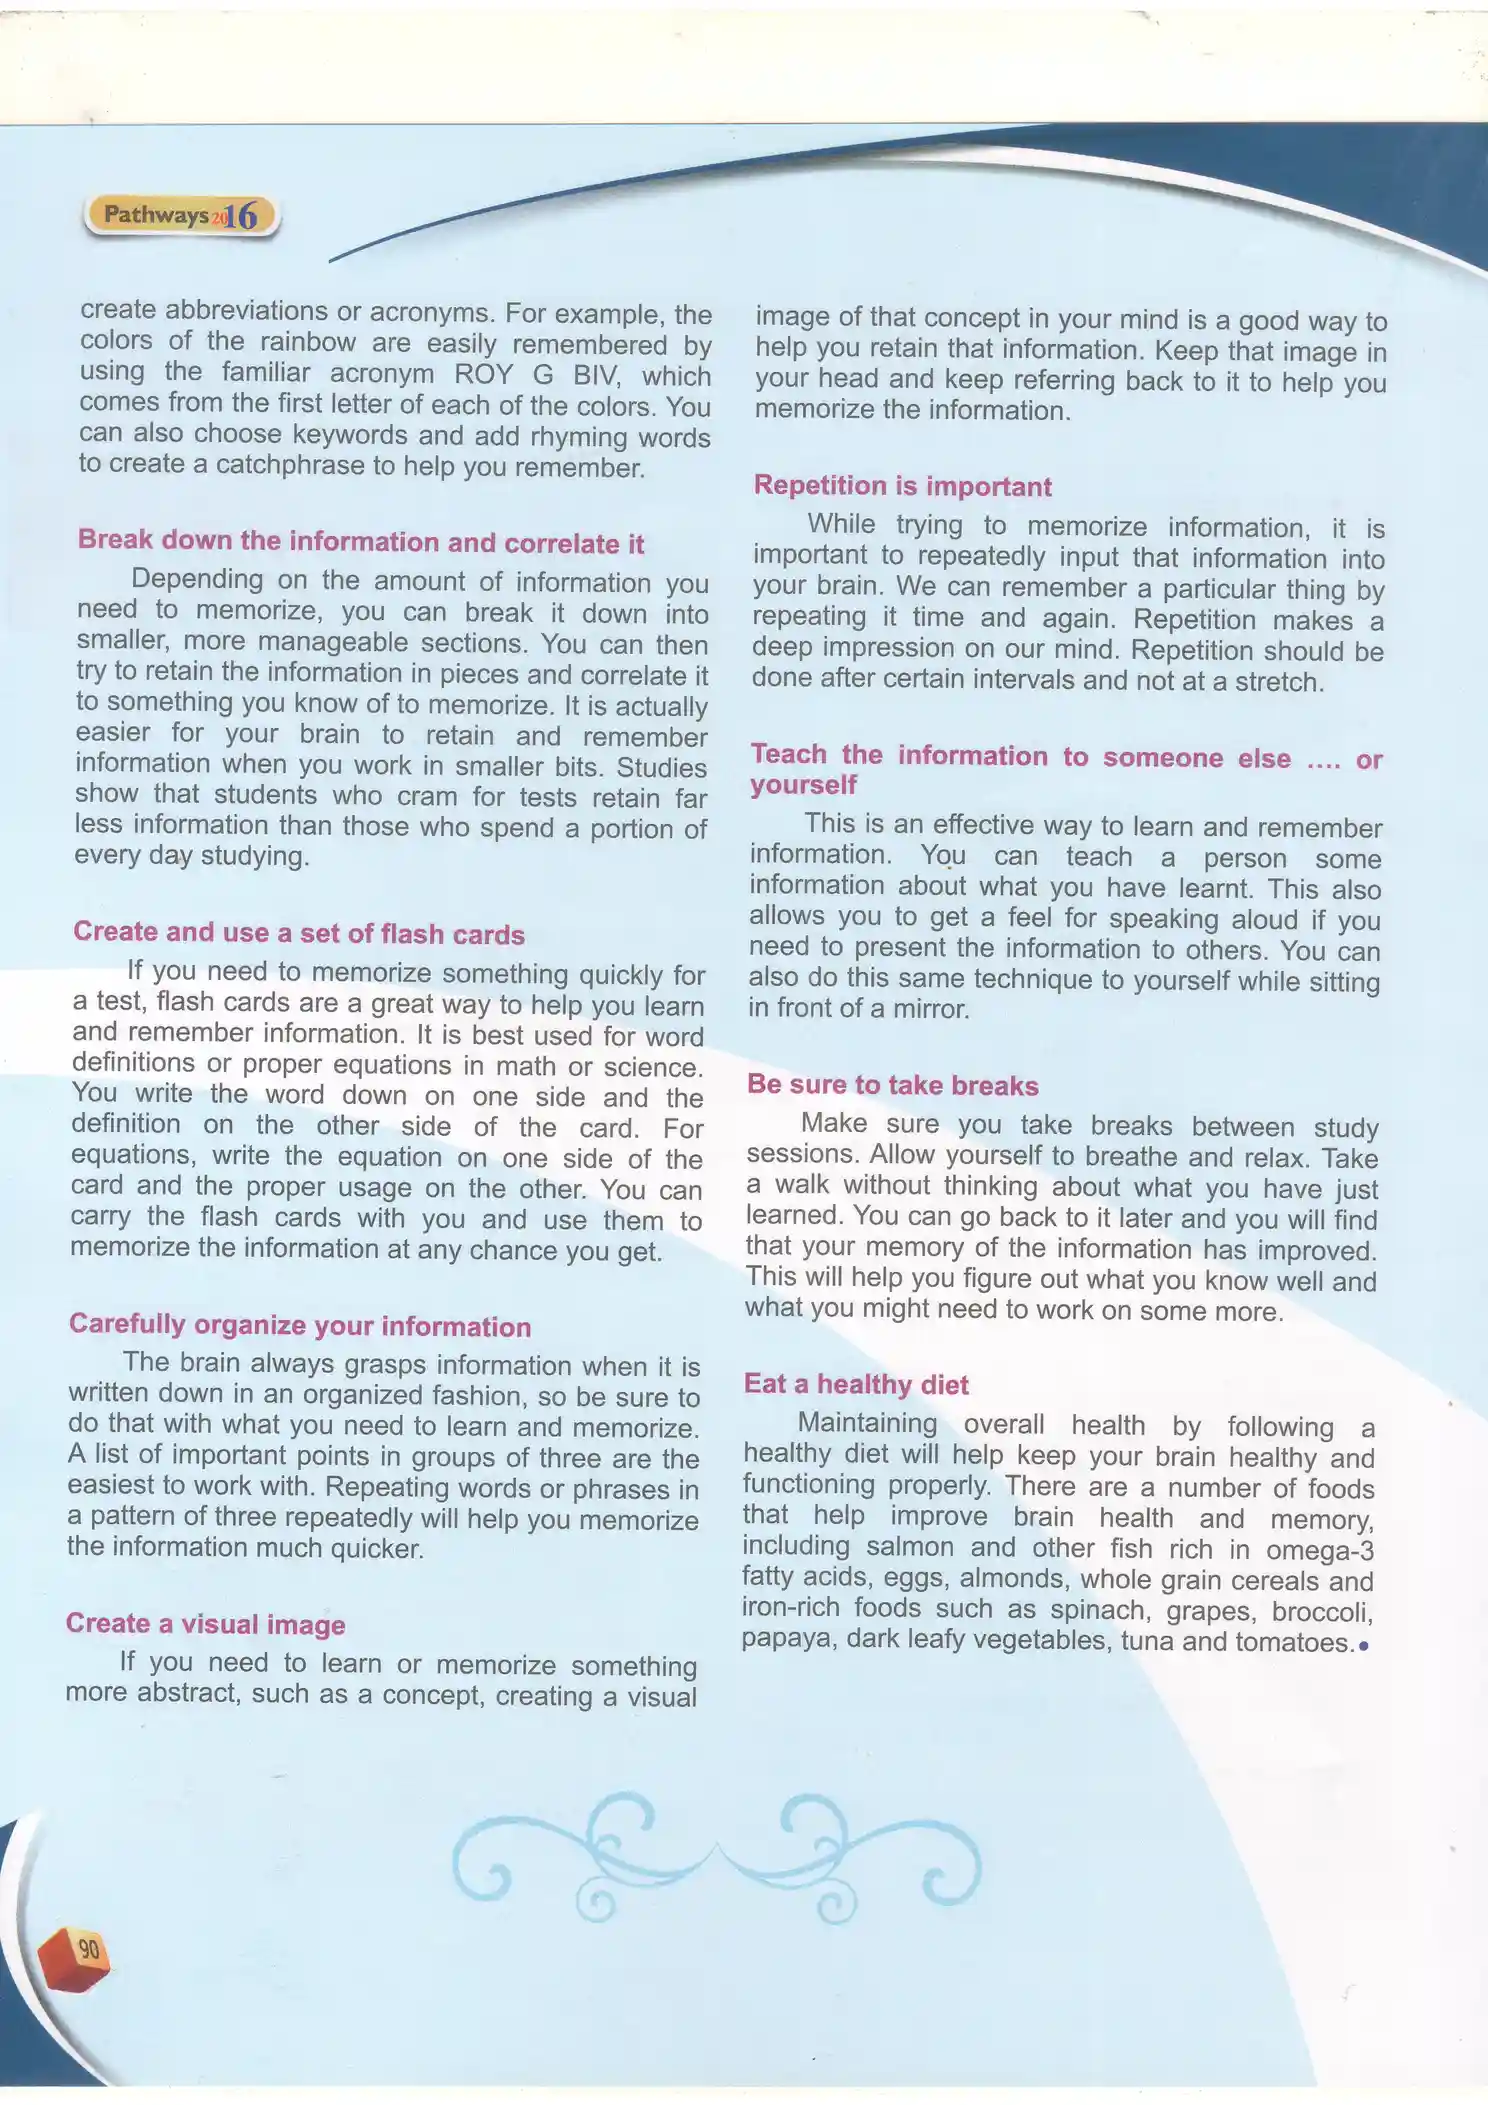 Pathways 2016
create abbreviations or acronyms. For example, the
colors of the rainbow are easily remembered by
using the familiar acronym ROY G BIV, which
comes from the first letter of each of the colors. You
can also choose keywords and add rhyming words
to create a catchphrase to help you remember.
Break down the information and correlate it
Depending on the amount of information you
need to memorize, you can break it down into
smaller, more manageable sections. You can then
try to retain the information in pieces and correlate it
to something you know of to memorize. It is actually
easier for your brain to retain and remember
information when you work in smaller bits. Studies
show that students who cram for tests retain far
less information than those who spend a portion of
every day studying.
Create and use a set of flash cards
If you need to memorize something quickly for
a test, flash cards are a great way to help you learn
and remember information. It is best used for word
definitions or proper equations in math or science.
You write the word down on one side and the
definition on the other side of the card. For
equations, write the equation on one side of the
card and the proper usage on the other. You can
carry the flash cards with you and use them to
memorize the information at any chance you get.
Carefully organize your information
The brain always grasps information when it is
written down in an organized fashion, so be sure to
do that with what you need to learn and memorize.
A list of important points in groups of three are the
easiest to work with. Repeating words or phrases in
a pattern of three repeatedly will help you memorize
the information much quicker.
Create a visual image
If you need to learn or memorize something
more abstract, such as a concept, creating a visual
image of that concept in your mind is a good way to
help you retain that information. Keep that image in
your head and keep referring back to it to help you
memorize the information.
Repetition is important
While trying to memorize information, it is
important to repeatedly input that information into
your brain. We can remember a particular thing by
repeating it time and again. Repetition makes a
deep impression on our mind. Repetition should be
done after certain intervals and not at a stretch.
Teach the information to someone else .... or
yourself
This is an effective way to learn and remember
information. You can teach a person some
information about what you have learnt. This also
allows you to get a feel for speaking aloud if you
need to present the information to others. You can
also do this same technique to yourself while sitting
in front of a mirror.
Be sure to take breaks
Make sure you take breaks between study
sessions. Allow yourself to breathe and relax. Take
a walk without thinking about what you have just
learned. You can go back to it later and you will find
that your memory of the information has improved.
This will help you figure out what you know well and
what you might need to work on some more.
Eat a healthy diet
Maintaining overall health by following a
healthy diet will help keep your brain healthy and
functioning properly. There are a number of foods
that help improve brain health and memory,
including salmon and other fish rich in omega-3
fatty acids, eggs, almonds, whole grain cereals and
iron-rich foods such as spinach, grapes, broccoli,
papaya, dark leafy vegetables, tuna and tomatoes.•
90